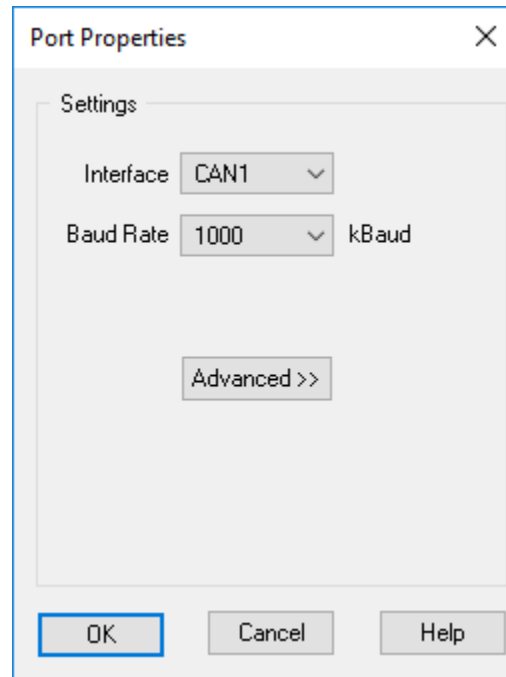 Port Properties
Settings
Interface CAN1
Baud Rate 1000 kBaud
Advanced >>
OK Cancel Help